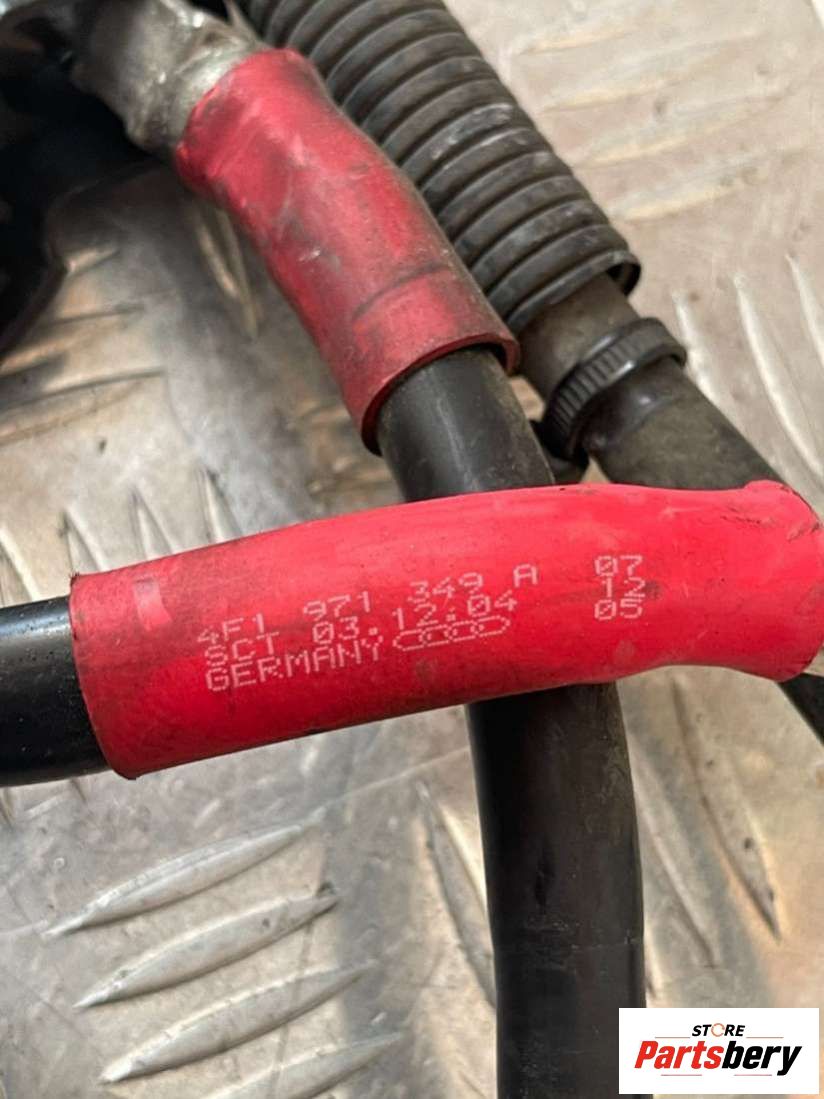 4F1 971 349 A 07
SCT 03.12.04 12
GERMANY 05
STORE
Partsbery